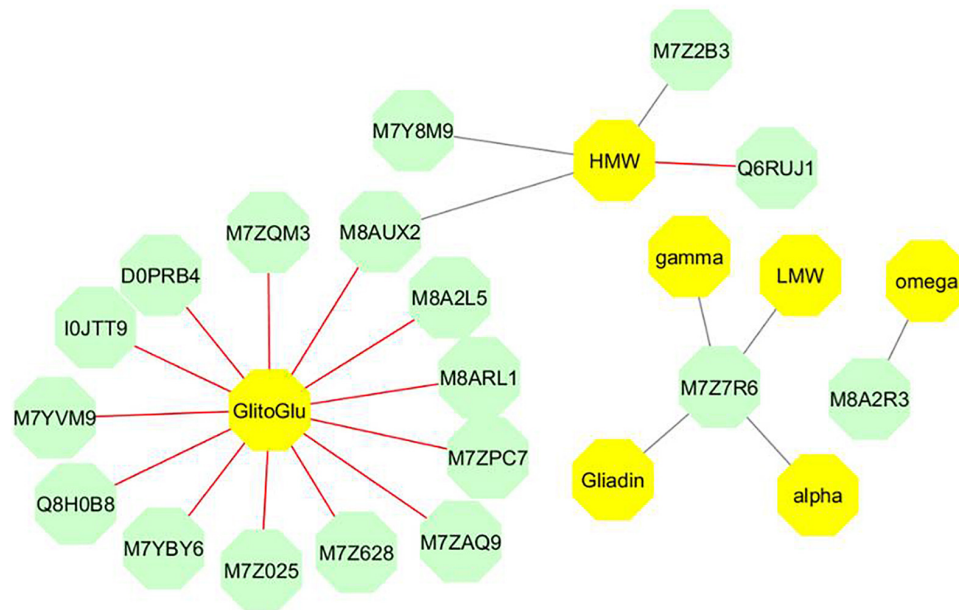 M7Z2B3
M7Y8M9
HMW
Q6RUJ1
M7ZQM3
M8AUX2
gamma
LMW
omega
D0PRB4
M8A2L5
I0JTT9
M8ARL1
M7Z7R6
M8A2R3
GlitoGlu
M7YVM9
M7ZPC7
Q8H0B8
Gliadin
alpha
M7YBY6
M7Z025
M7Z628
M7ZAQ9